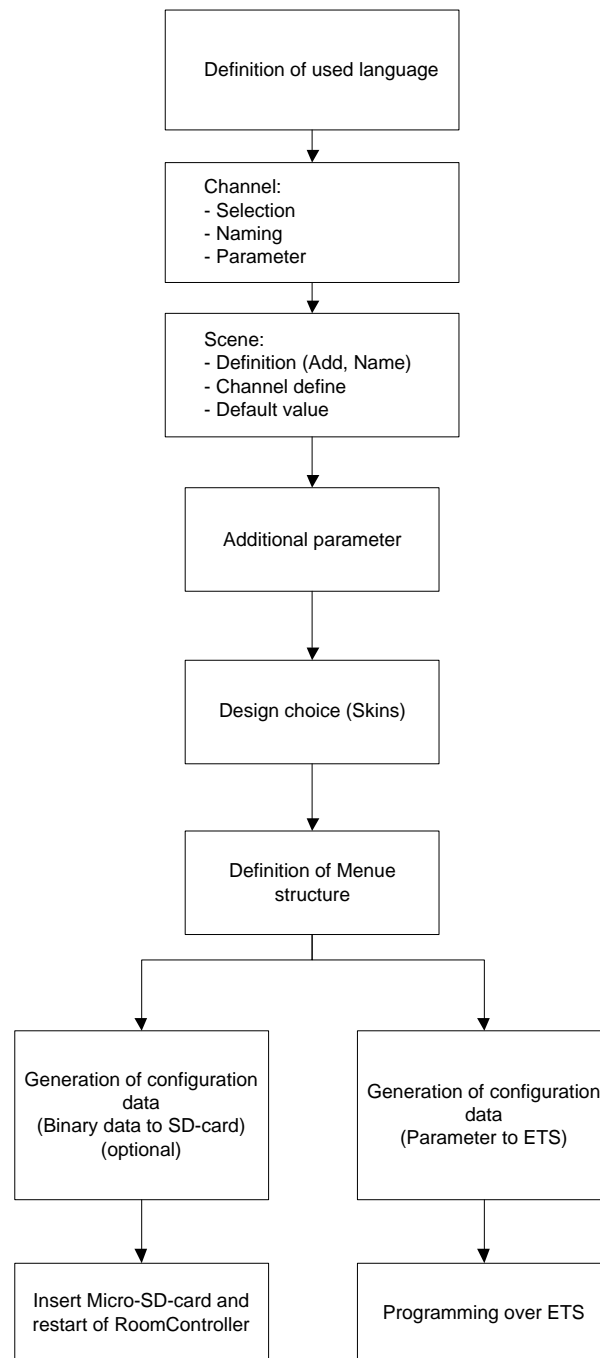 Definition of used language
Channel:
- Selection
- Naming
- Parameter
Scene:
- Definition (Add, Name)
- Channel define
- Default value
Additional parameter
Design choice (Skins)
Definition of Menue
structure
Generation of configuration
data
(Binary data to SD-card)
(optional)
Generation of configuration
data
(Parameter to ETS)
Insert Micro-SD-card and
restart of RoomController
Programming over ETS